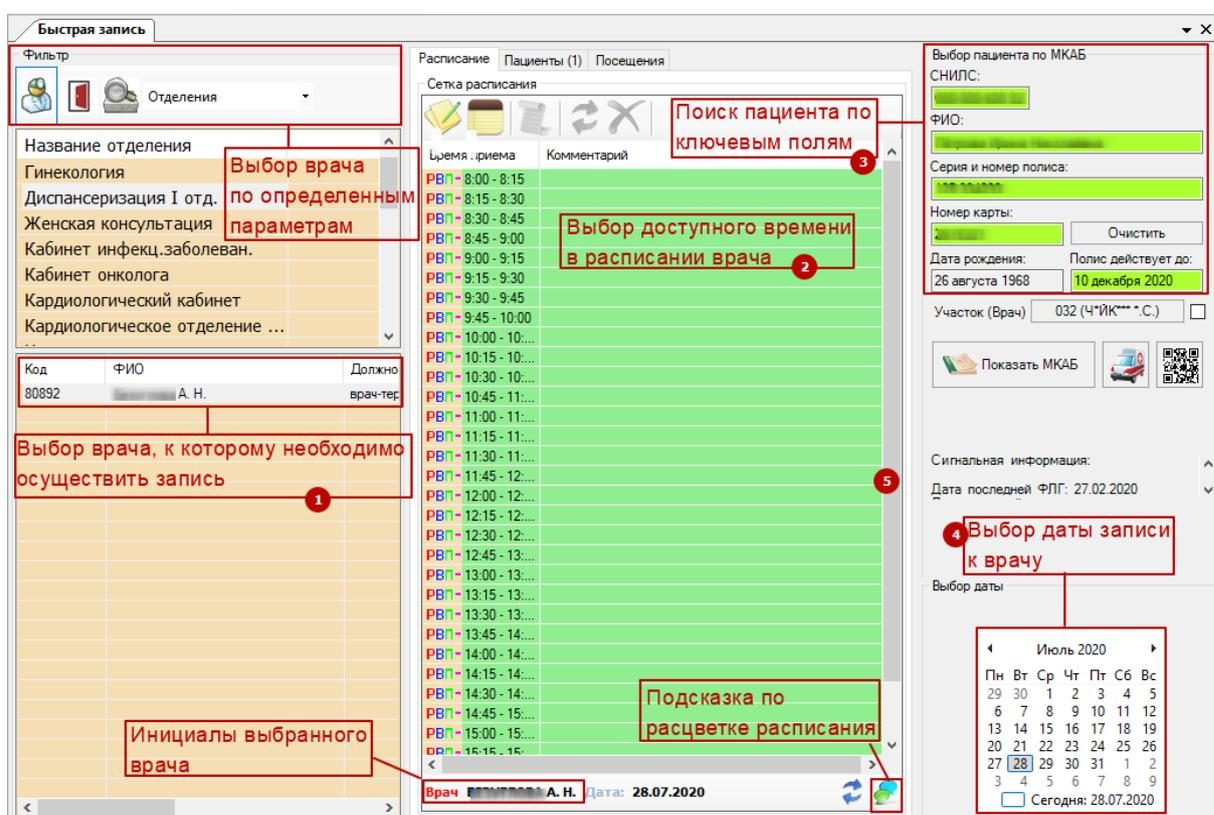 Быстрая запись
Фильтр
Отделения
Название отделения
Гинекология
Диспансеризация I отд.
Женская консультация
Кабинет инфекц.заболеван.
Кабинет онколога
Кардиологический кабинет
Кардиологическое отделение ...
Выбор врача
по определенным
параметрам
Код ФИО Должно
80892 А. Н. врач-тер
Выбор врача, к которому необходимо
осуществить запись
1
Инициалы выбранного
врача
Расписание Пациенты (1) Посещения
Сетка расписания
Поиск пациента по
ключевым полям
3
Время приема Комментарий
РВП- 8:00 - 8:15
РВП- 8:15 - 8:30
РВП- 8:30 - 8:45
РВП- 8:45 - 9:00
РВП- 9:00 - 9:15
РВП- 9:15 - 9:30
РВП- 9:30 - 9:45
РВП- 9:45 - 10:00
РВП- 10:00 - 10:...
РВП- 10:15 - 10:...
РВП- 10:30 - 10:...
РВП- 10:45 - 11:...
РВП- 11:00 - 11:...
РВП- 11:15 - 11:...
РВП- 11:30 - 11:...
РВП- 11:45 - 12:...
РВП- 12:00 - 12:...
РВП- 12:15 - 12:...
РВП- 12:30 - 12:...
РВП- 12:45 - 13:...
РВП- 13:00 - 13:...
РВП- 13:15 - 13:...
РВП- 13:30 - 13:...
РВП- 13:45 - 14:...
РВП- 14:00 - 14:...
РВП- 14:15 - 14:...
РВП- 14:30 - 14:...
РВП- 14:45 - 15:...
РВП- 15:00 - 15:...
РВП- 15:15 - 15:
Выбор доступного времени
в расписании врача
2
5
Подсказка по
расцветке расписания
Врач А. Н. Дата: 28.07.2020
Выбор пациента по МКАБ
СНИЛС:
ФИО:
Серия и номер полиса:
Номер карты:
Очистить
Дата рождения: Полис действует до:
26 августа 1968 10 декабря 2020
Участок (Врач) 032 (Ч*ЙК*** *.С.)
Показать МКАБ
Сигнальная информация:
Дата последней ФЛГ: 27.02.2020
4
Выбор даты записи
к врачу
Выбор даты
Июль 2020
Пн Вт Ср Чт Пт Сб Вс
29 30 1 2 3 4 5
6 7 8 9 10 11 12
13 14 15 16 17 18 19
20 21 22 23 24 25 26
27 28 29 30 31 1 2
3 4 5 6 7 8 9
Сегодня: 28.07.2020